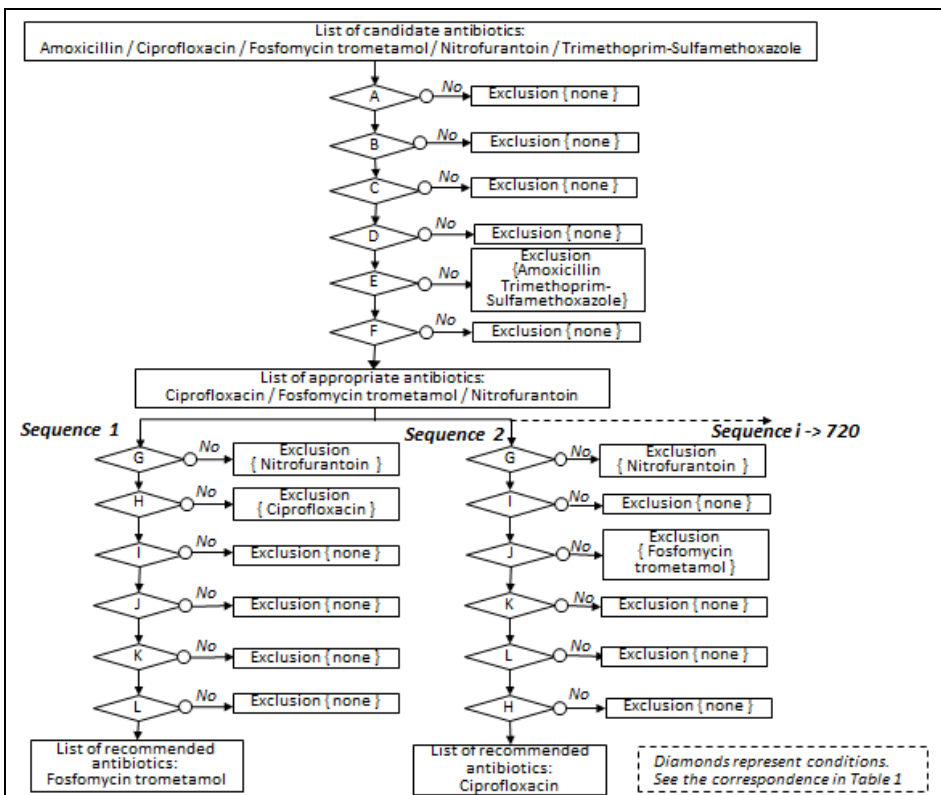 List of candidate antibiotics:
Amoxicillin / Ciprofloxacin / Fosfomycin trometamol / Nitrofurantoin / Trimethoprim-Sulfamethoxazole
A
No
Exclusion { none }
B
No
Exclusion { none }
C
No
Exclusion { none }
D
No
Exclusion { none }
E
No
Exclusion
{Amoxicillin
Trimethoprim-
Sulfamethoxazole}
F
No
Exclusion { none }
List of appropriate antibiotics:
Ciprofloxacin / Fosfomycin trometamol / Nitrofurantoin
Sequence 1
G
No
Exclusion
{ Nitrofurantoin }
H
No
Exclusion
{ Ciprofloxacin }
I
No
Exclusion { none }
J
No
Exclusion { none }
K
No
Exclusion { none }
L
No
Exclusion { none }
List of recommended
antibiotics:
Fosfomycin trometamol
Sequence 2
G
No
Exclusion
{ Nitrofurantoin }
I
No
Exclusion { none }
J
No
Exclusion
{ Fosfomycin
trometamol }
K
No
Exclusion { none }
L
No
Exclusion { none }
H
No
Exclusion { none }
List of recommended
antibiotics:
Ciprofloxacin
Sequence i -> 720
Diamonds represent conditions.
See the correspondence in Table 1